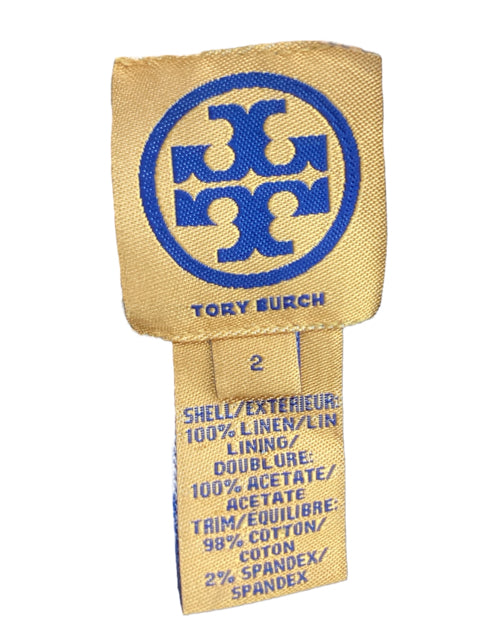 TORY BURCH
2
SHELL/EXTERIEUR:
100% LINEN/LIN
LINING/
DOUBLURE:
100% ACETATE/
ACETATE
TRIM/EQUILIBRE:
98% COTTON/
COTON
2% SPANDEX/
SPANDEX